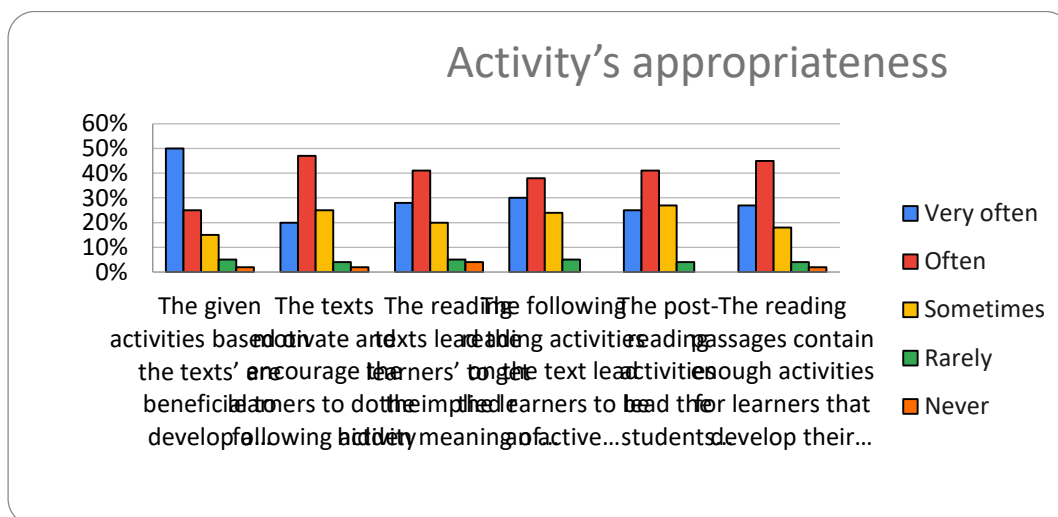 Activity's appropriateness
60%
50%
40%
30%
20%
10%
0%
The given
activities based on
the texts' are
beneficial to
develop a…
The texts
motivate and
encourage the
learners to do the
following activity
The reading
texts lead the
learners' to get
the implied
hidden meaning of…
The following
reading activities
on the text lead
the learners to be
an active…
The post-
reading
activities
lead the
students…
The reading
passages contain
enough activities
for learners that
develop their…
Very often
Often
Sometimes
Rarely
Never